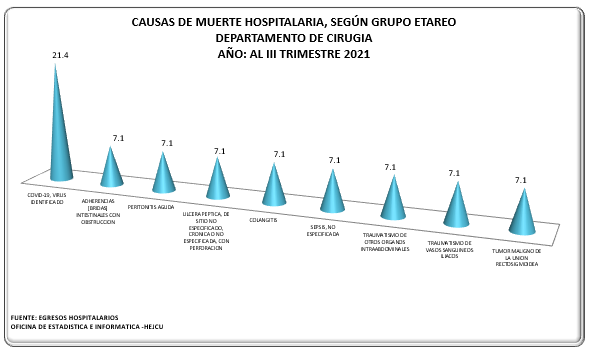 CAUSAS DE MUERTE HOSPITALARIA, SEGÚN GRUPO ETAREO
DEPARTAMENTO DE CIRUGIA
AÑO: AL III TRIMESTRE 2021
21.4
7.1
7.1
7.1
7.1
7.1
7.1
7.1
7.1
COVID-19, VIRUS
IDENTIFICADO
ADHERENCIAS
[BRIDAS]
INTESTINALES CON
OBSTRUCCION
PERITONITIS AGUDA
ULCERA PEPTICA, DE
SITIO NO
ESPECIFICADO,
CRONICA O NO
ESPECIFICADA, CON
PERFORACION
COLANGITIS
SEPSIS, NO
ESPECIFICADA
TRAUMATISMO DE
OTROS ORGANOS
INTRAABDOMINALES
TRAUMATISMO DE
VASOS SANGUINEOS
ILIACOS
TUMOR MALIGNO DE
LA UNION
RECTOSIGMOIDEA
FUENTE: EGRESOS HOSPITALARIOS
OFICINA DE ESTADISTICA E INFORMATICA -HEJCU